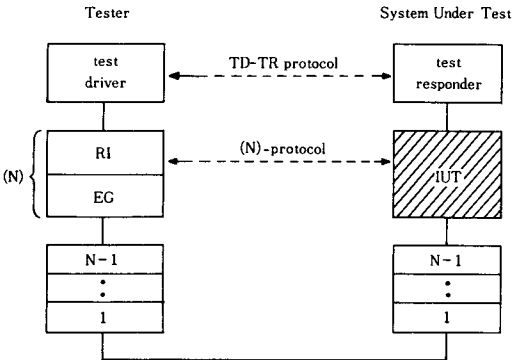 Tester
System Under Test
test
driver
TD-TR protocol
test
responder
(N)
RI
EG
(N)-protocol
IUT
N-1
:
1
N-1
:
1